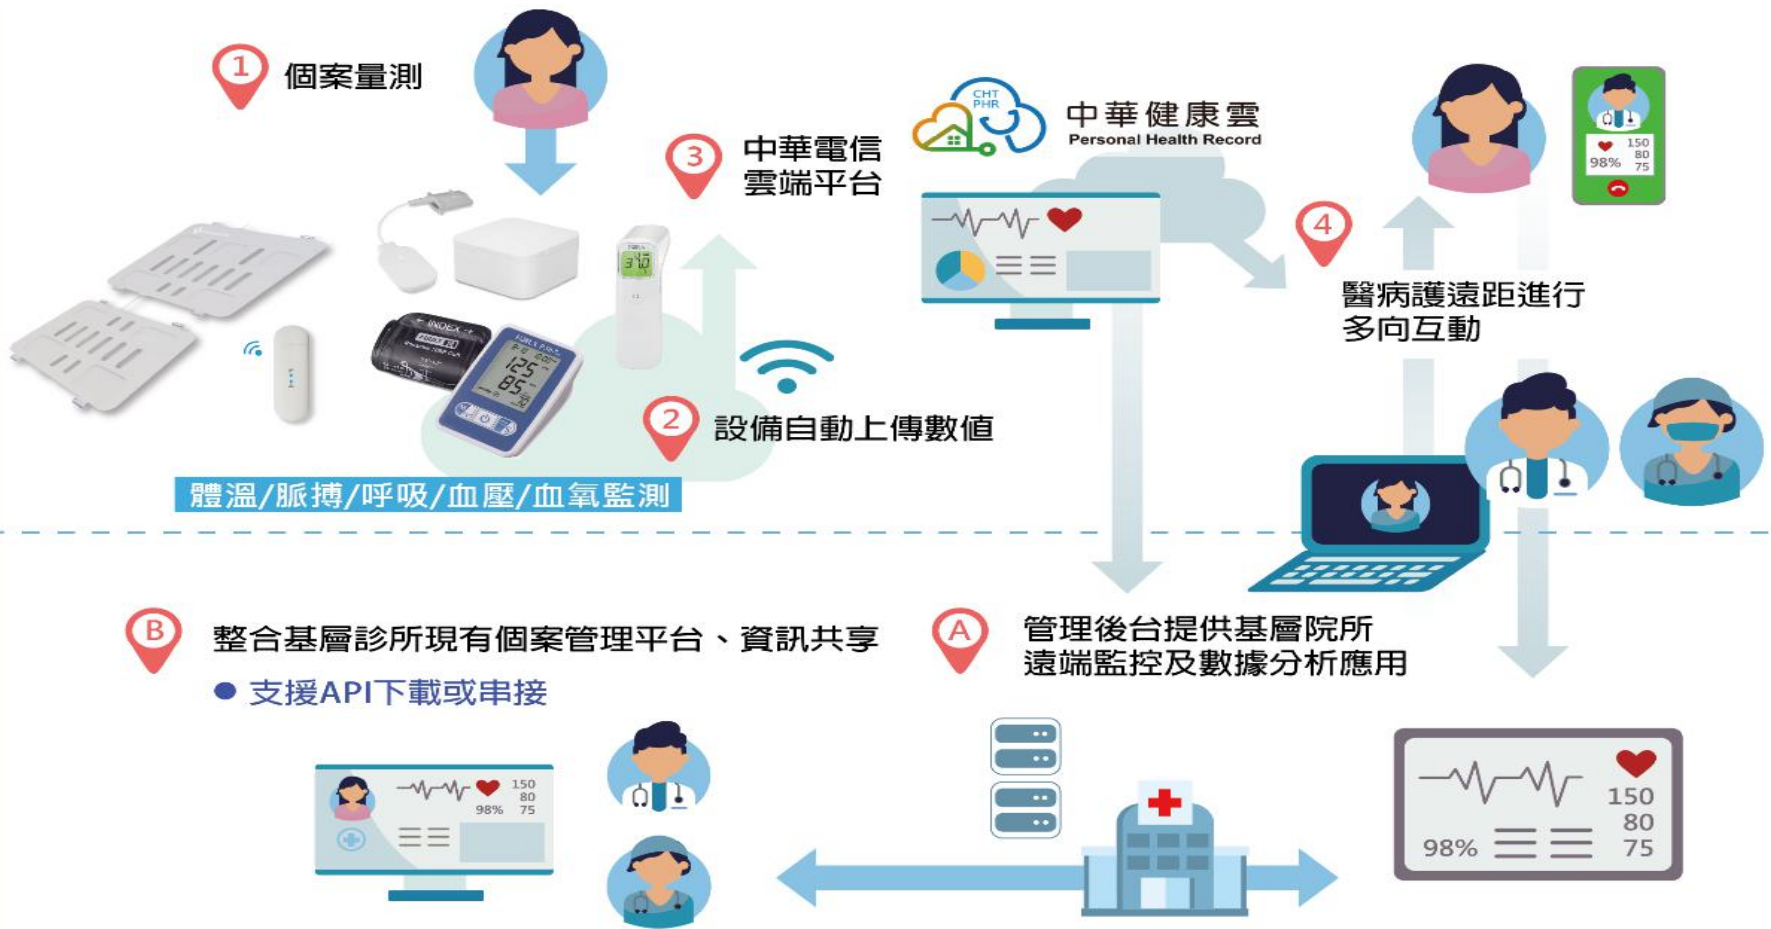 1
個案量測
3
中華電信
雲端平台
CHT
PHR
中華健康雲
Personal Health Record
150
98% 80
75
4
醫病護遠距進行
多向互動
INDEX
FORA
37.0
125
85
2
設備自動上傳數值
體溫/脈搏/呼吸/血壓/血氧監測
B
整合基層診所現有個案管理平台、資訊共享
● 支援API下載或串接
150
80
98% 75
A
管理後台提供基層院所
遠端監控及數據分析應用
150
80
98% 75